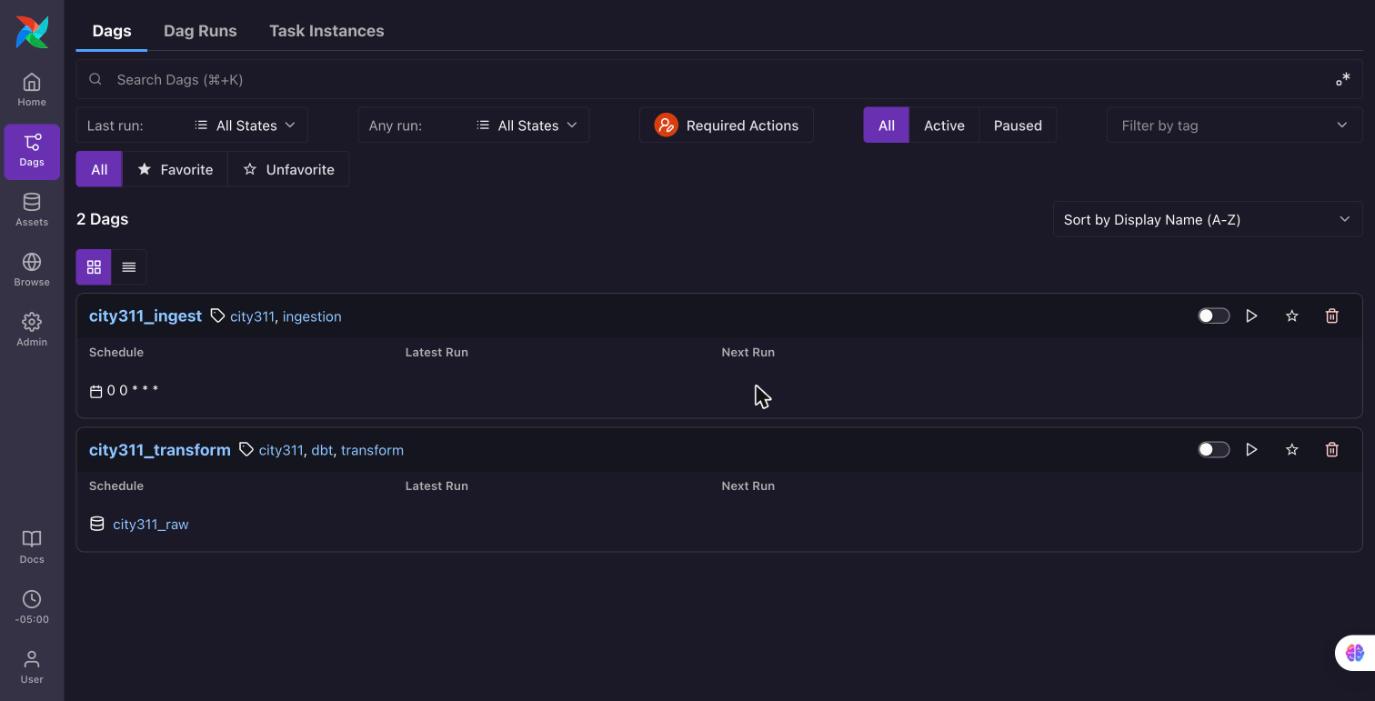 Dags Dag Runs Task Instances
Search Dags (⌘+K)
.*
Last run: All States Any run: All States Required Actions All Active Paused Filter by tag
All Favorite Unfavorite
2 Dags Sort by Display Name (A-Z)
city311_ingest city311, ingestion
Schedule Latest Run Next Run
0 0 * * *
city311_transform city311, dbt, transform
Schedule Latest Run Next Run
city311_raw
Home
Dags
Assets
Browse
Admin
Docs
-05:00
User